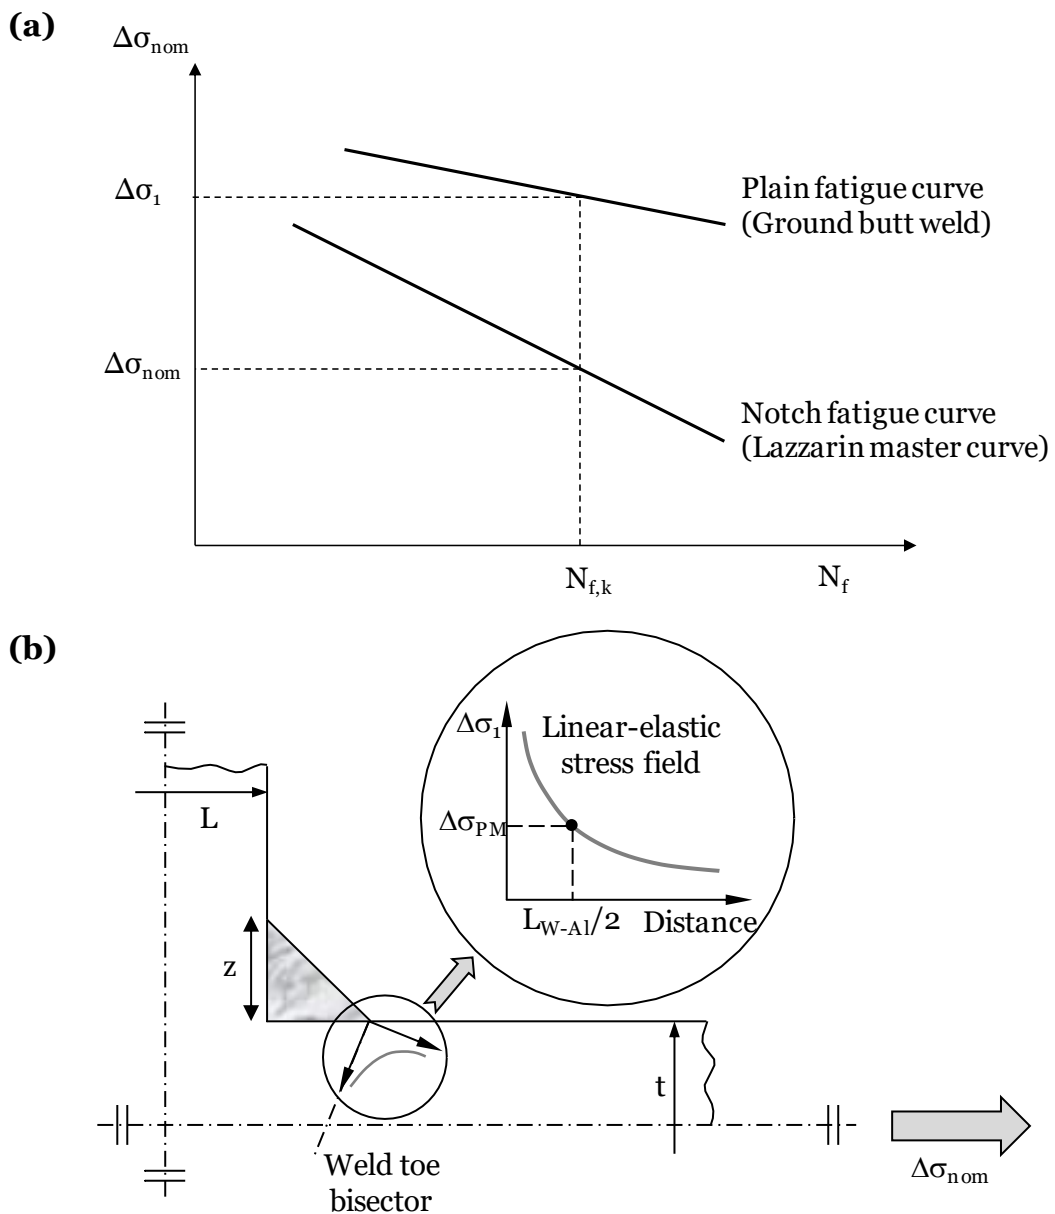 (a)
Δσnom
Δσ1
Plain fatigue curve
(Ground butt weld)
Δσnom
Notch fatigue curve
(Lazzarin master curve)
Nf,k
Nf
(b)
Δσ1
Linear-elastic
stress field
ΔσPM
LW-Al/2
Distance
L
z
t
Weld toe
bisector
Δσnom